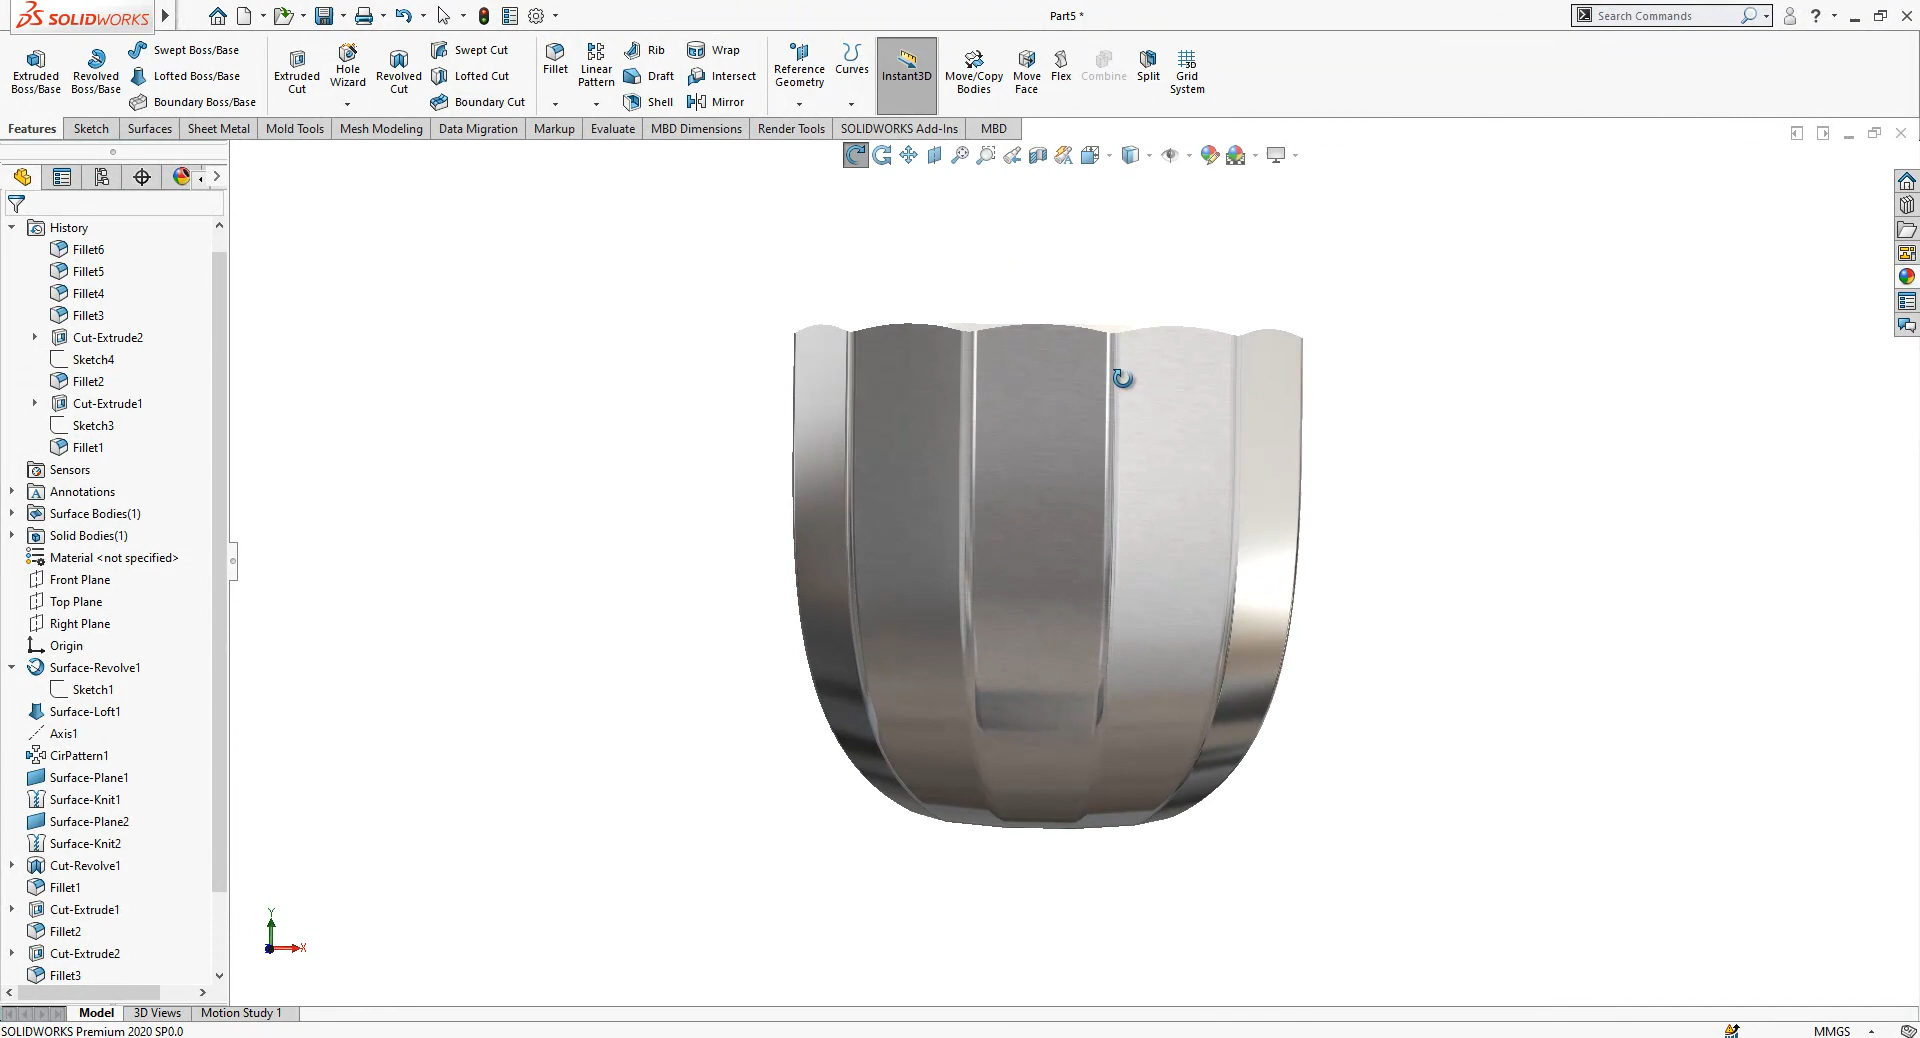 SOLIDWORKS
Part5 *
Search Commands
?
Extruded Boss/Base
Revolved Boss/Base
Swept Boss/Base
Lofted Boss/Base
Boundary Boss/Base
Extruded Cut
Hole Wizard
Revolved Cut
Swept Cut
Lofted Cut
Boundary Cut
Fillet
Linear Pattern
Rib
Draft
Shell
Wrap
Intersect
Mirror
Reference Geometry
Curves
Instant3D
Move/Copy Bodies
Move Face
Flex
Combine
Split
Grid System
Features
Sketch
Surfaces
Sheet Metal
Mold Tools
Mesh Modeling
Data Migration
Markup
Evaluate
MBD Dimensions
Render Tools
SOLIDWORKS Add-Ins
MBD
History
Fillet6
Fillet5
Fillet4
Fillet3
Cut-Extrude2
Sketch4
Fillet2
Cut-Extrude1
Sketch3
Fillet1
Sensors
Annotations
Surface Bodies(1)
Solid Bodies(1)
Material <not specified>
Front Plane
Top Plane
Right Plane
Origin
Surface-Revolve1
Sketch1
Surface-Loft1
Axis1
CirPattern1
Surface-Plane1
Surface-Knit1
Surface-Plane2
Surface-Knit2
Cut-Revolve1
Fillet1
Cut-Extrude1
Fillet2
Cut-Extrude2
Fillet3
Y
X
Model
3D Views
Motion Study 1
SOLIDWORKS Premium 2020 SP0.0
MMGS